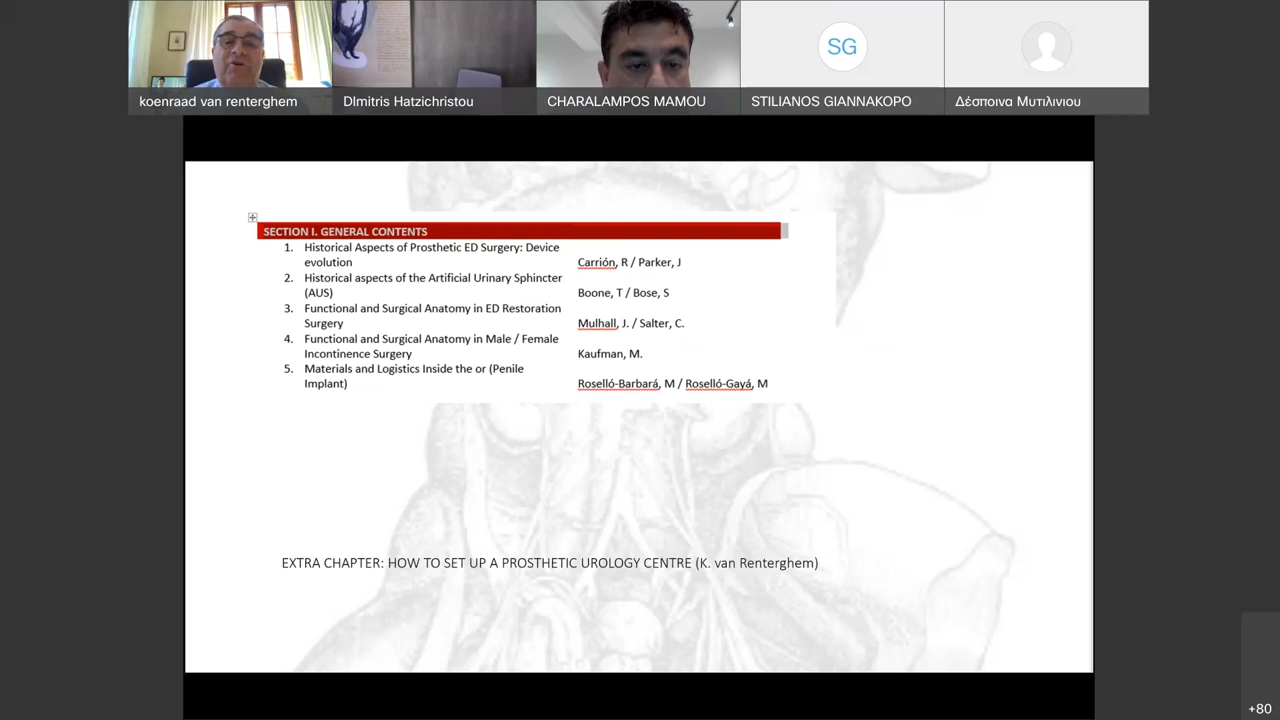 koenraad van renterghem
DImitris Hatzichristou
CHARALAMPOS MAMOU
SG
STILIANOS GIANNAKOPO
Δέσποινα Μυτιλινιου
SECTION I. GENERAL CONTENTS
1. Historical Aspects of Prosthetic ED Surgery: Device
evolution Carrión, R / Parker, J
2. Historical aspects of the Artificial Urinary Sphincter
(AUS) Boone, T / Bose, S
3. Functional and Surgical Anatomy in ED Restoration
Surgery Mulhall, J. / Salter, C.
4. Functional and Surgical Anatomy in Male / Female
Incontinence Surgery Kaufman, M.
5. Materials and Logistics Inside the or (Penile
Implant) Roselló-Barbará, M / Roselló-Gayá, M
EXTRA CHAPTER: HOW TO SET UP A PROSTHETIC UROLOGY CENTRE (K. van Renterghem)
+80